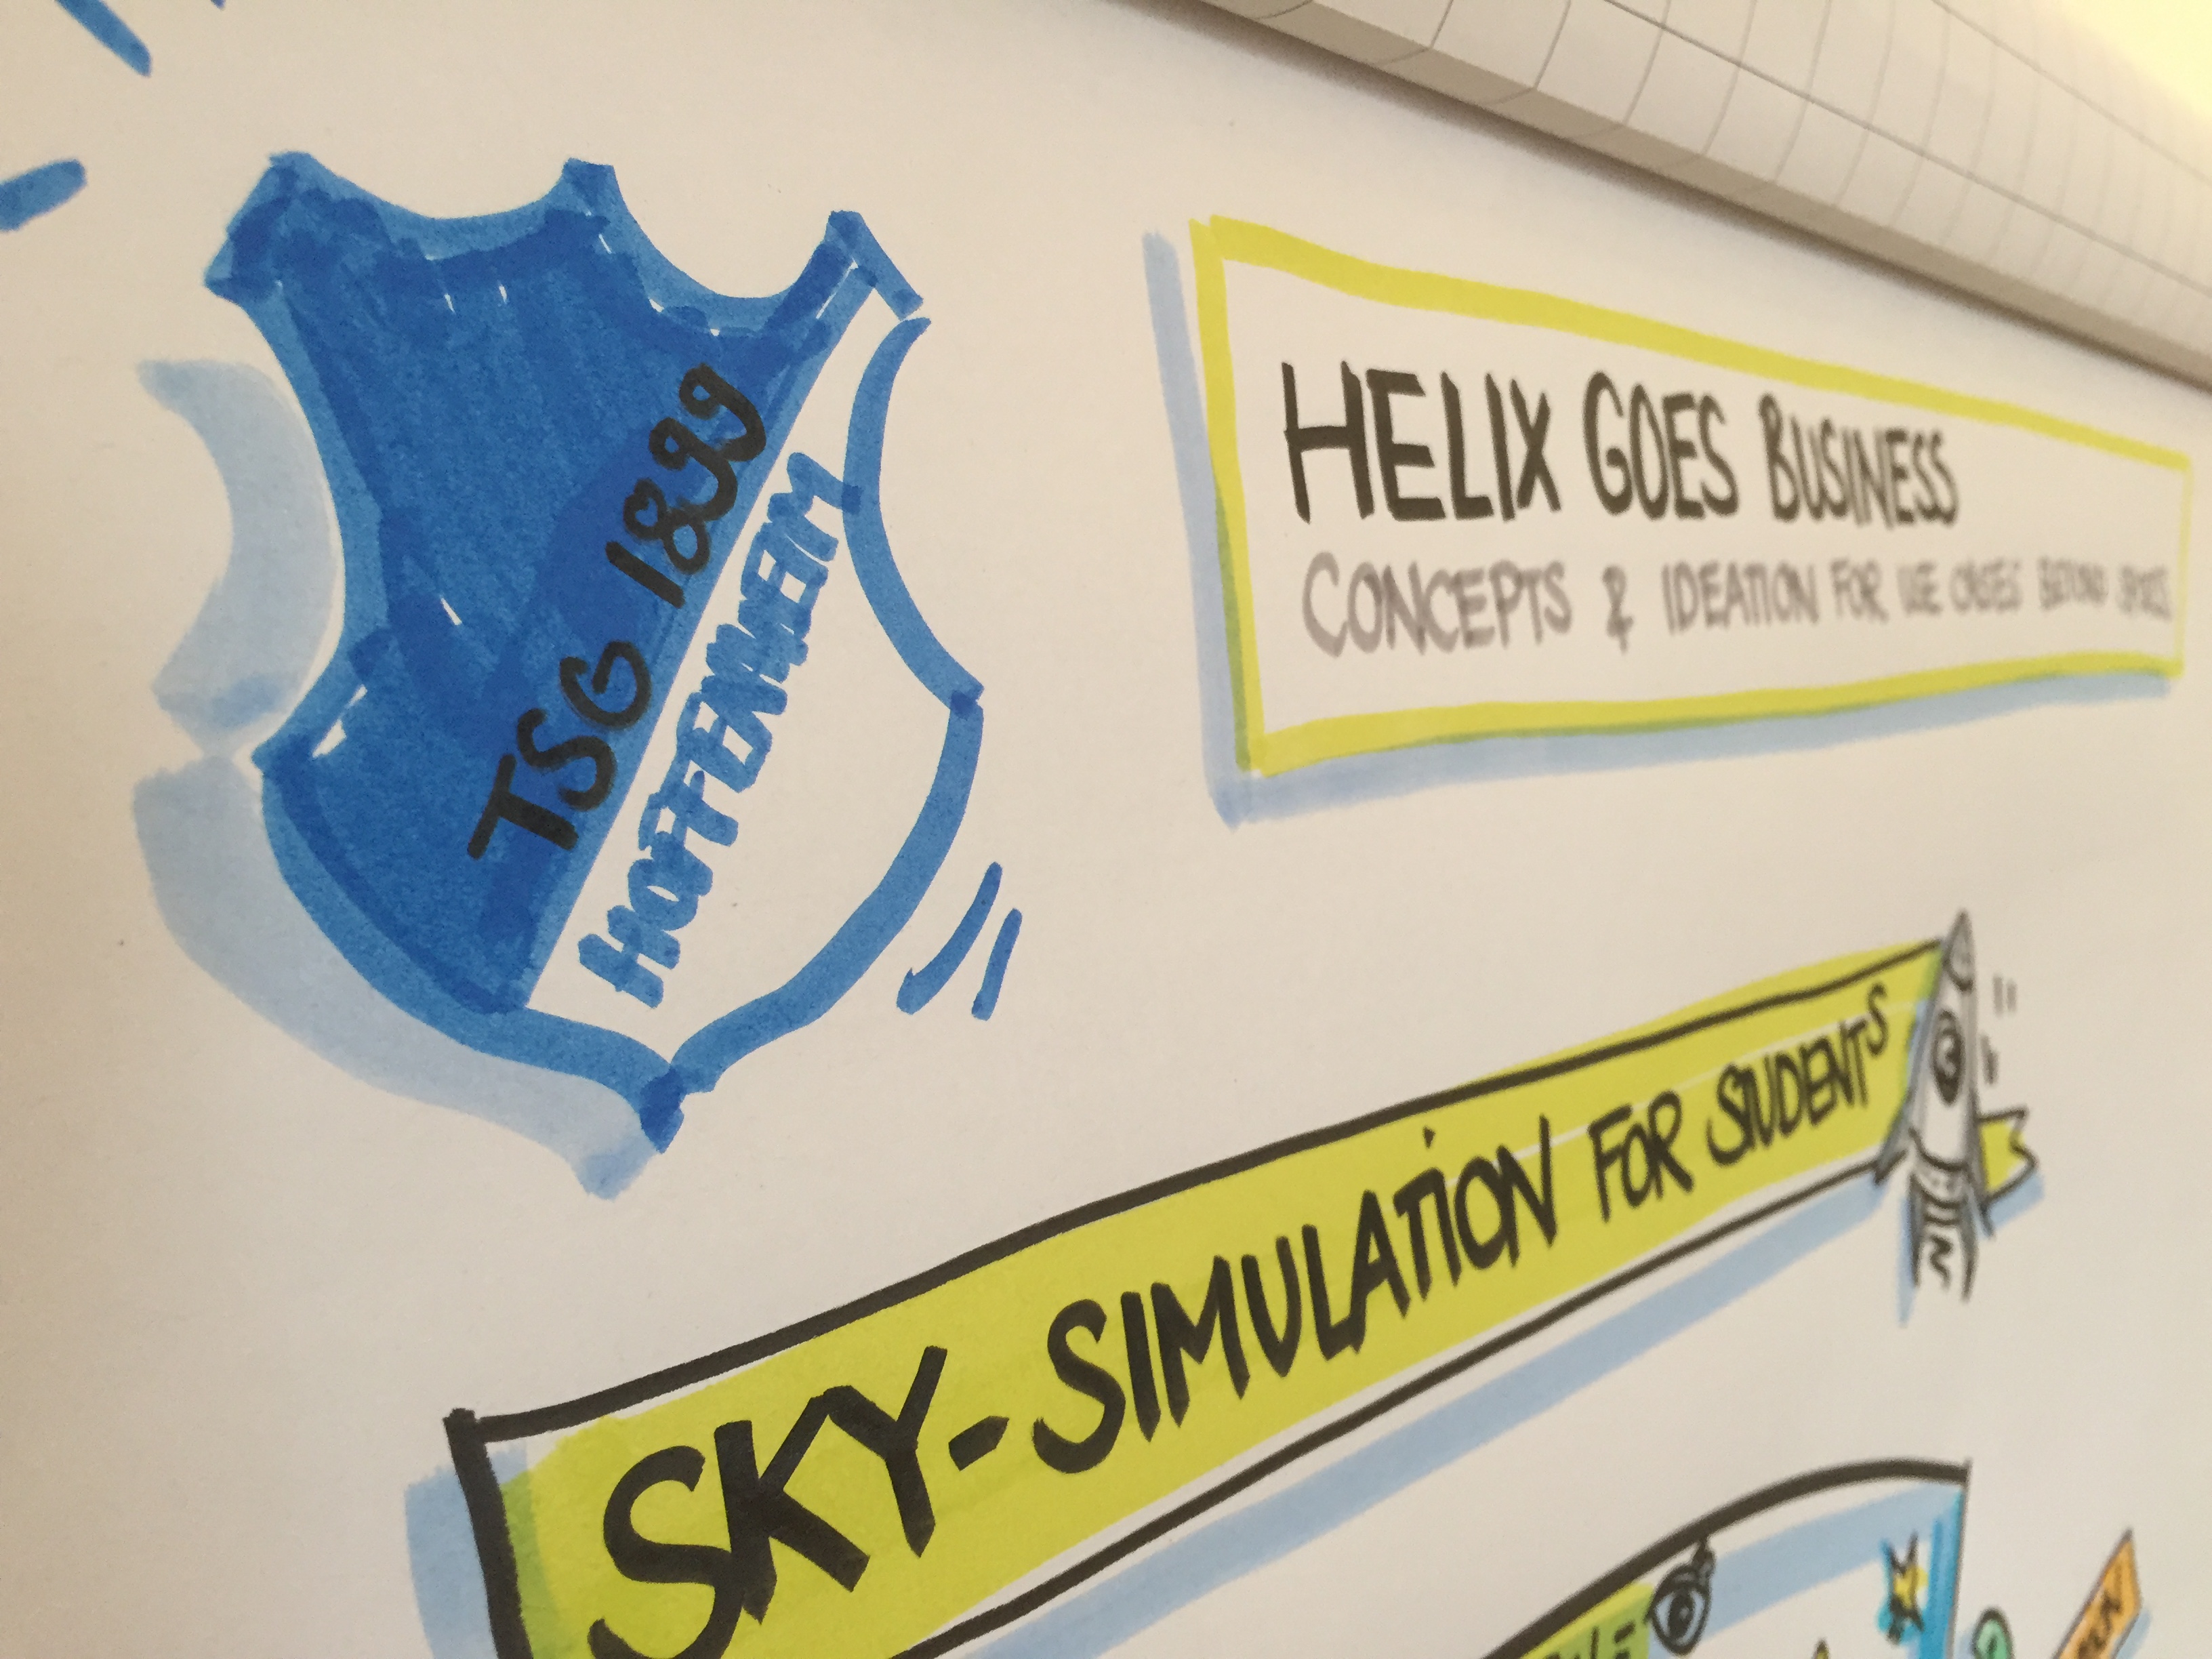 TSG 1899
HOFFENHEIM
HELIX GOES BUSINESS
CONCEPTS & IDEATION FOR USE CASES BEYOND SPORTS
SKY-SIMULATION FOR STUDENTS